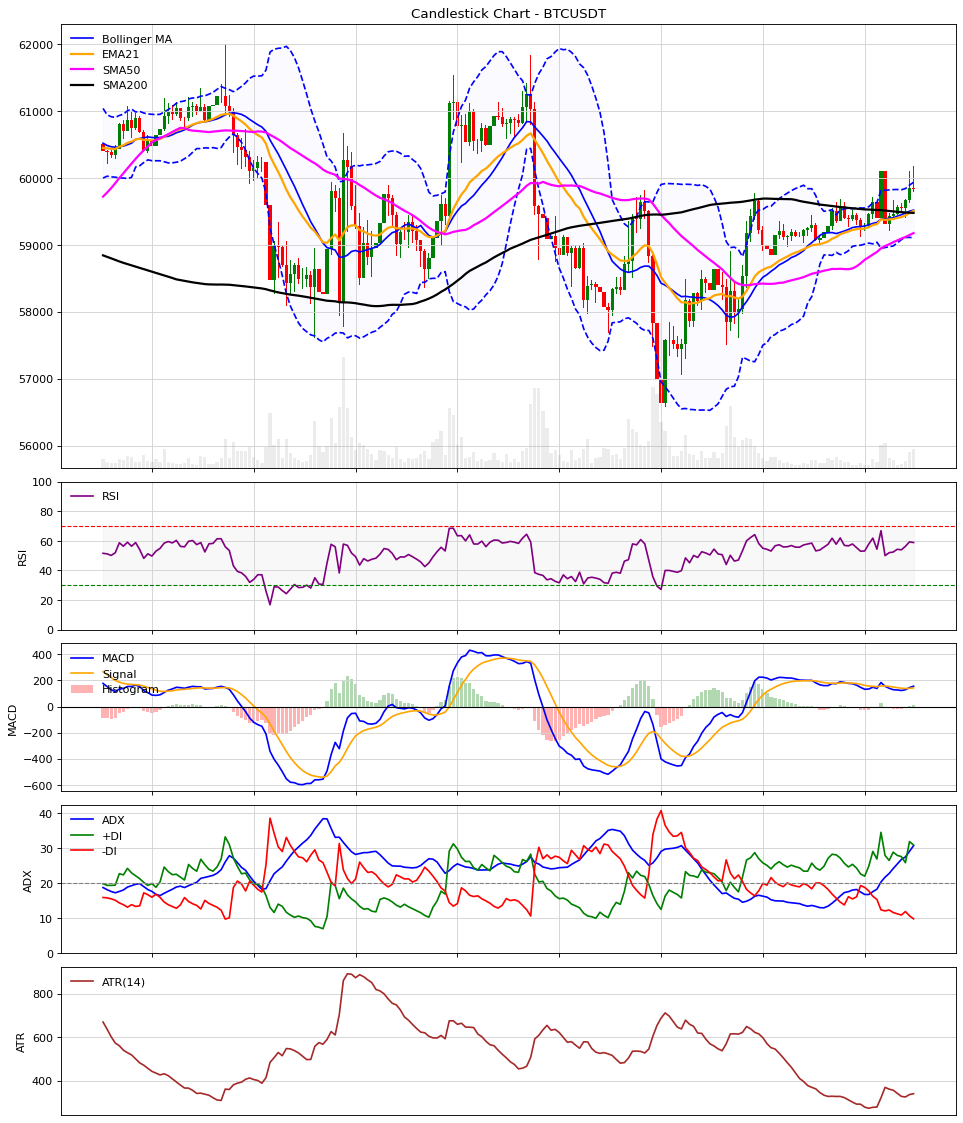 Candlestick Chart - BTCUSDT
Bollinger MA
EMA21
SMA50
SMA200
62000
61000
60000
59000
58000
57000
56000
RSI
RSI
100
80
60
40
20
0
MACD
Signal
Histogram
MACD
400
200
0
−200
−400
−600
ADX
+DI
-DI
ADX
40
30
20
10
0
ATR(14)
ATR
800
600
400